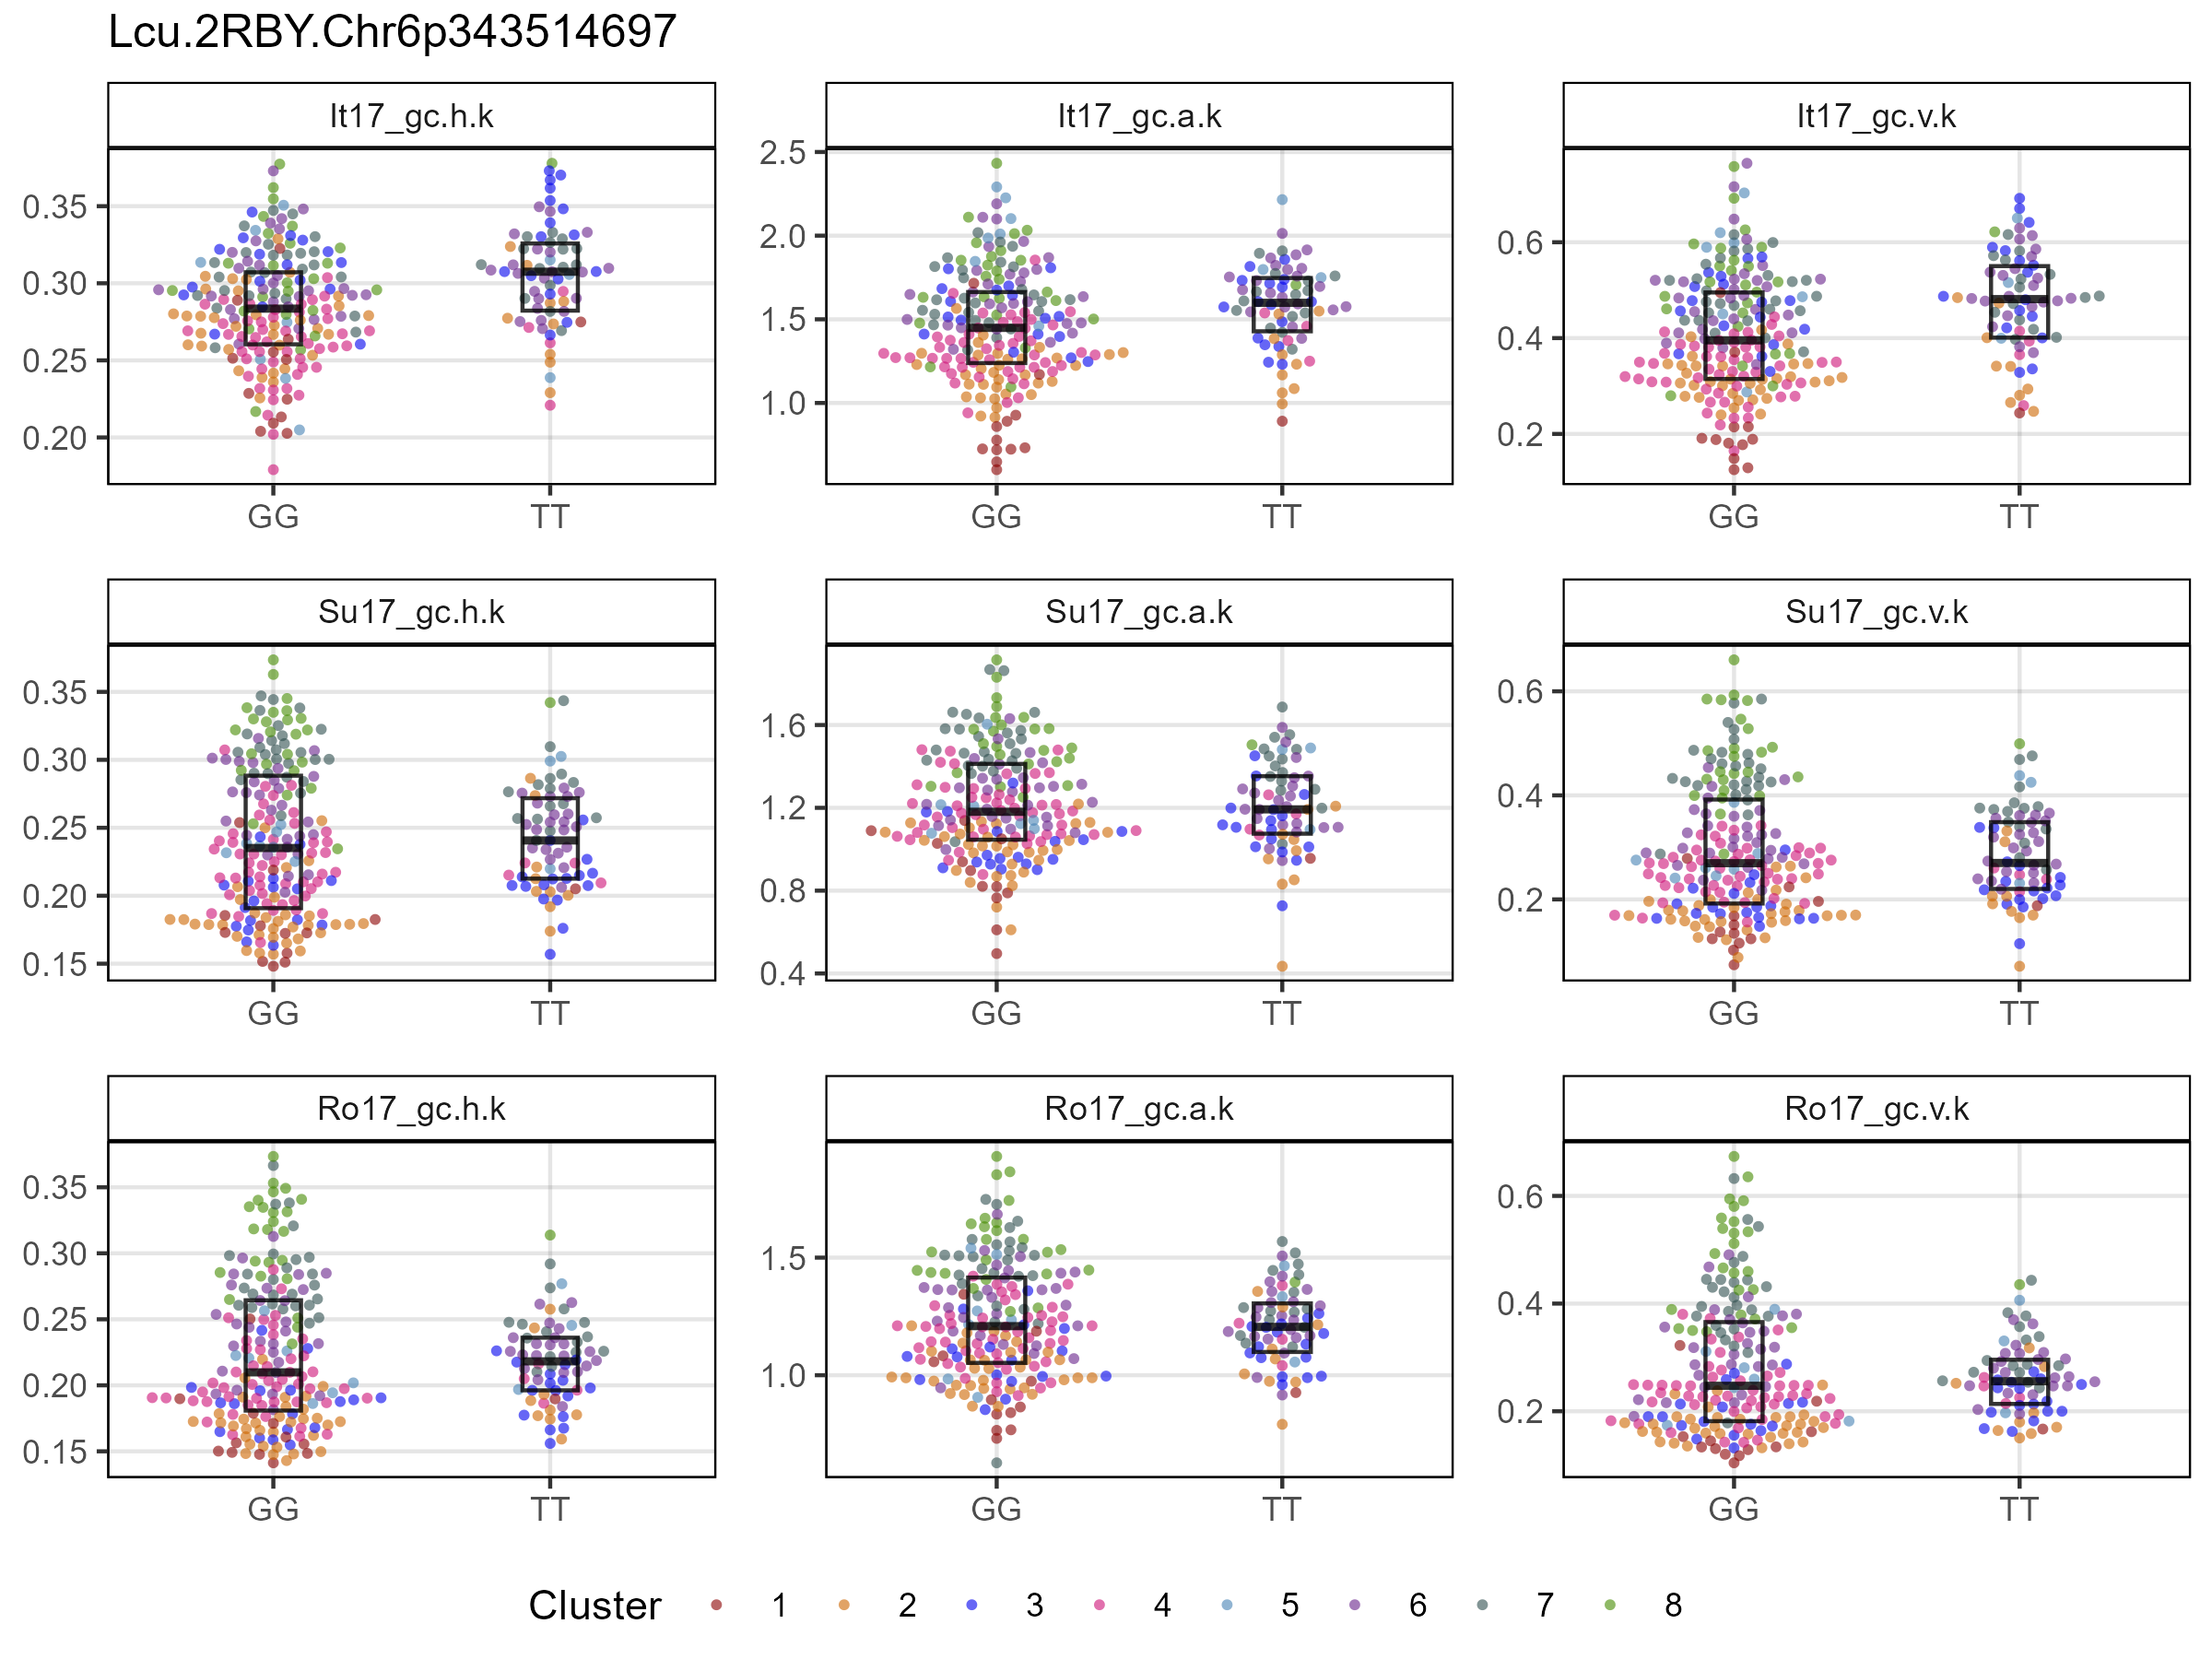 Lcu.2RBY.Chr6p343514697
It17_gc.h.k
It17_gc.a.k
It17_gc.v.k
0.35
0.30
0.25
0.20
GG
TT
2.5
2.0
1.5
1.0
GG
TT
0.6
0.4
0.2
GG
TT
Su17_gc.h.k
Su17_gc.a.k
Su17_gc.v.k
0.35
0.30
0.25
0.20
0.15
GG
TT
1.6
1.2
0.8
0.4
GG
TT
0.6
0.4
0.2
GG
TT
Ro17_gc.h.k
Ro17_gc.a.k
Ro17_gc.v.k
0.35
0.30
0.25
0.20
0.15
GG
TT
1.5
1.0
GG
TT
0.6
0.4
0.2
GG
TT
Cluster 1 2 3 4 5 6 7 8